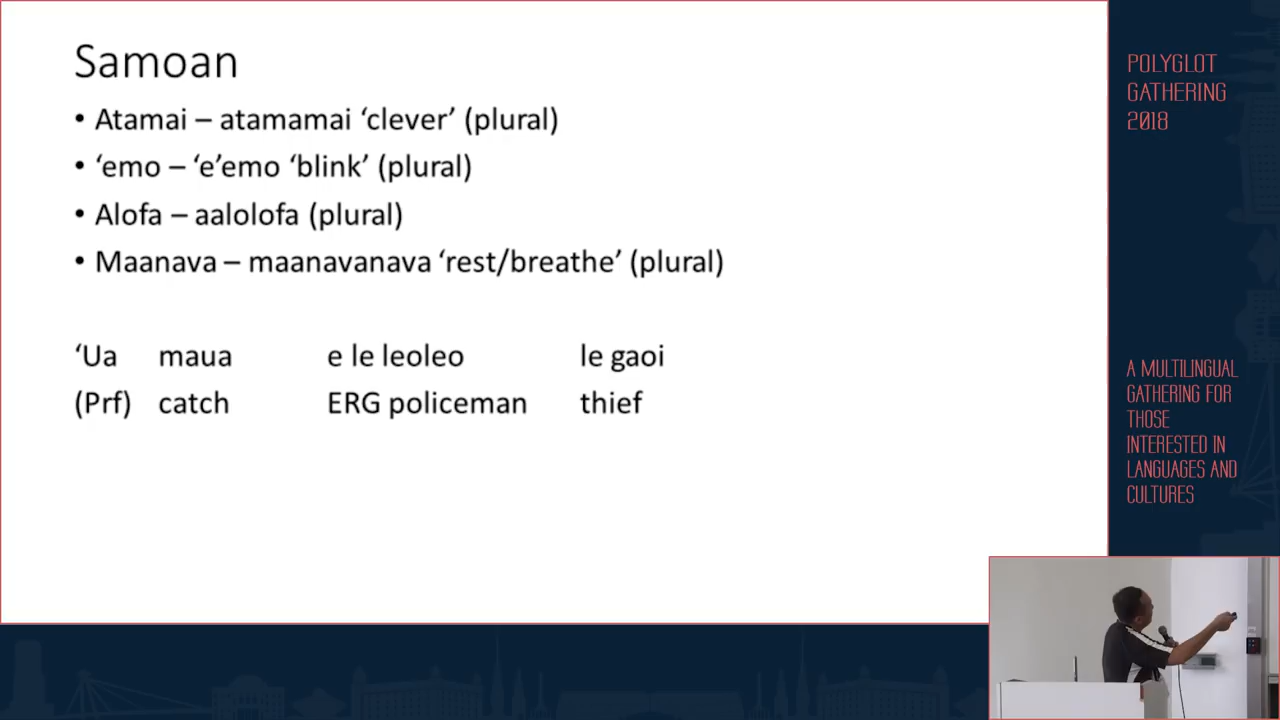 Samoan
• Atamai – atamamai ‘clever’ (plural)
• ‘emo – ‘e’emo ‘blink’ (plural)
• Alofa – aalolofa (plural)
• Maanava – maanavanava ‘rest/breathe’ (plural)
‘Ua maua e le leoleo le gaoi
(Prf) catch ERG policeman thief
POLYGLOT
GATHERING
2018
A MULTILINGUAL
GATHERING FOR
THOSE
INTERESTED IN
LANGUAGES AND
CULTURES